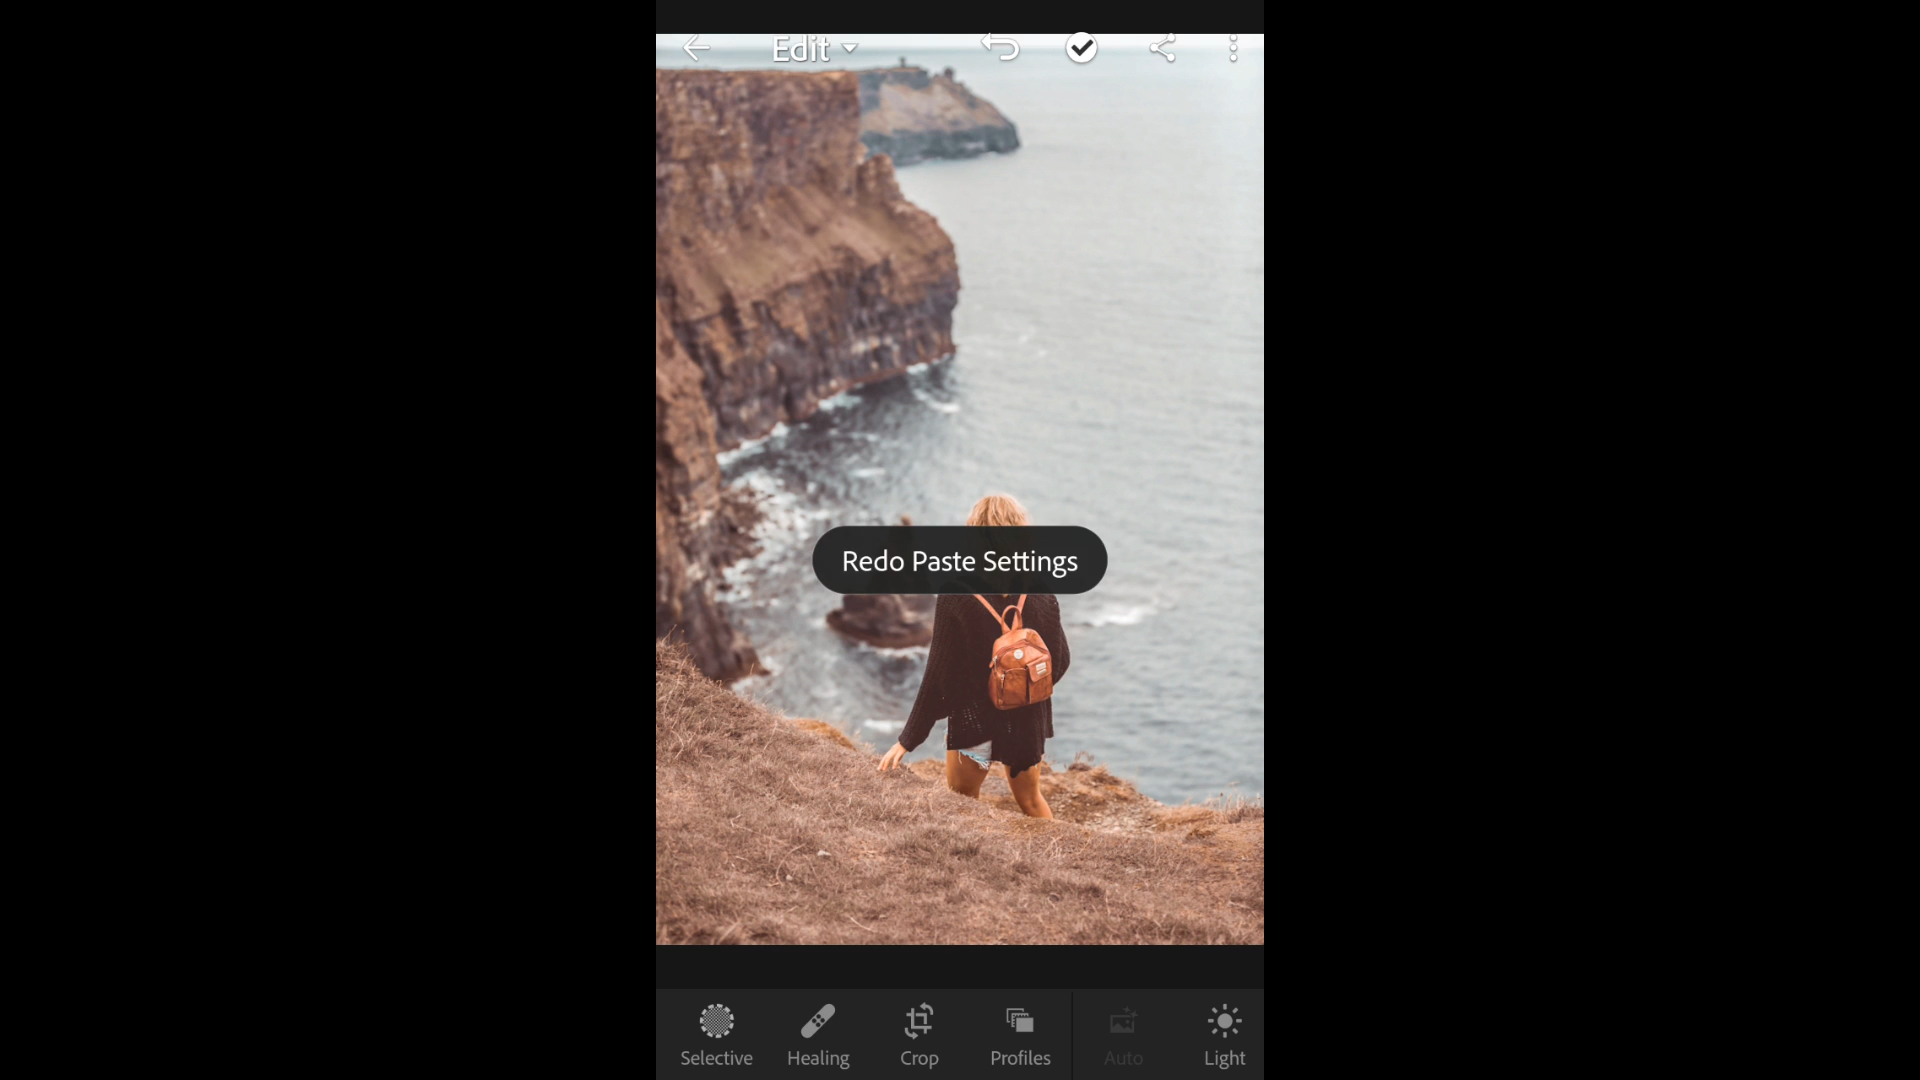 Edit
Redo Paste Settings
Selective
Healing
Crop
Profiles
Auto
Light